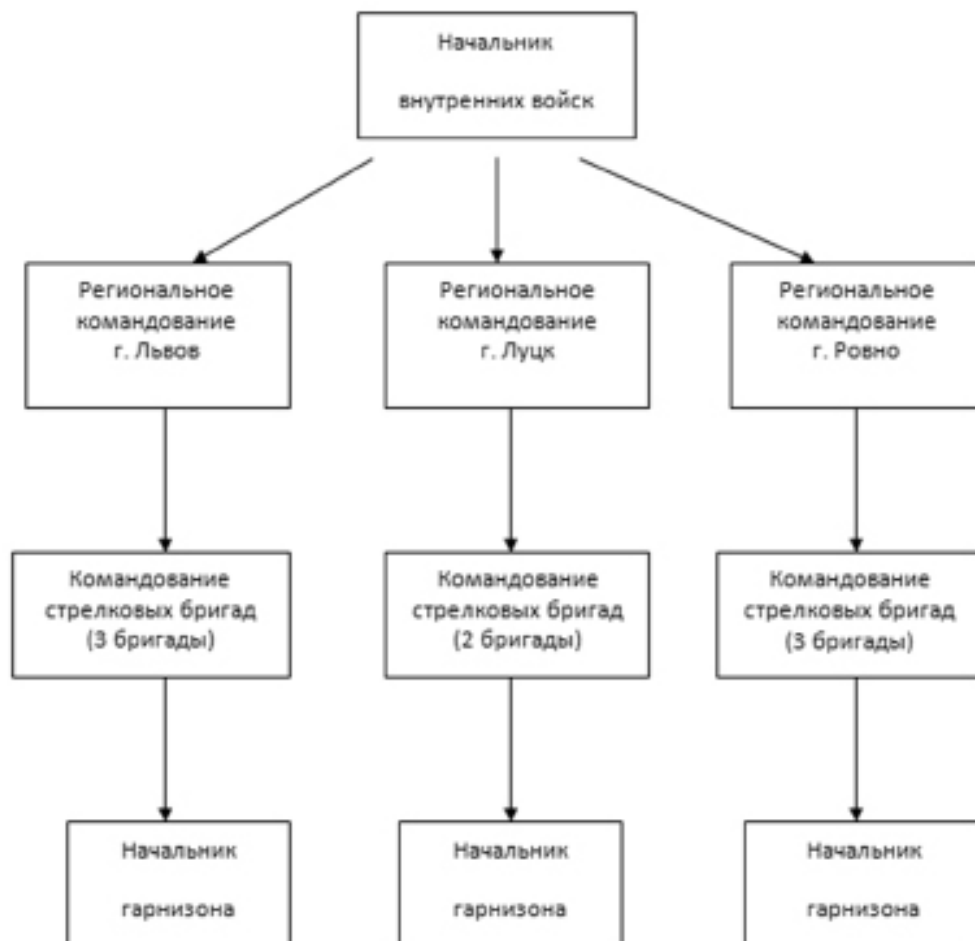 Начальник
внутренних войск
Региональное
командование
г. Львов
Региональное
командование
г. Луцк
Региональное
командование
г. Ровно
Командование
стрелковых бригад
(3 бригады)
Командование
стрелковых бригад
(2 бригады)
Командование
стрелковых бригад
(3 бригады)
Начальник
гарнизона
Начальник
гарнизона
Начальник
гарнизона